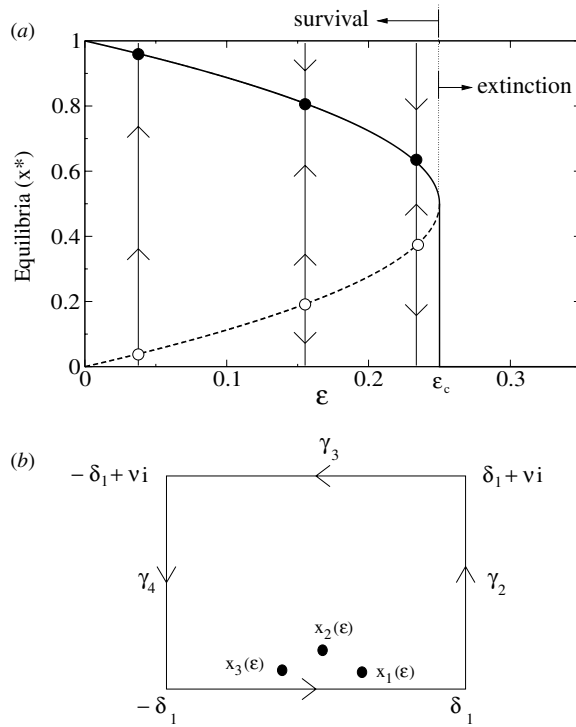 survival
(a)
extinction
Equilibria (x*)
1
0.8
0.6
0.4
0.2
0
0
0.1
0.2
ε_c
0.3
ε
(b)
γ_3
- δ_1 + νi
δ_1 + νi
γ_4
γ_2
x_2(ε)
x_3(ε)
x_1(ε)
- δ_1
δ_1